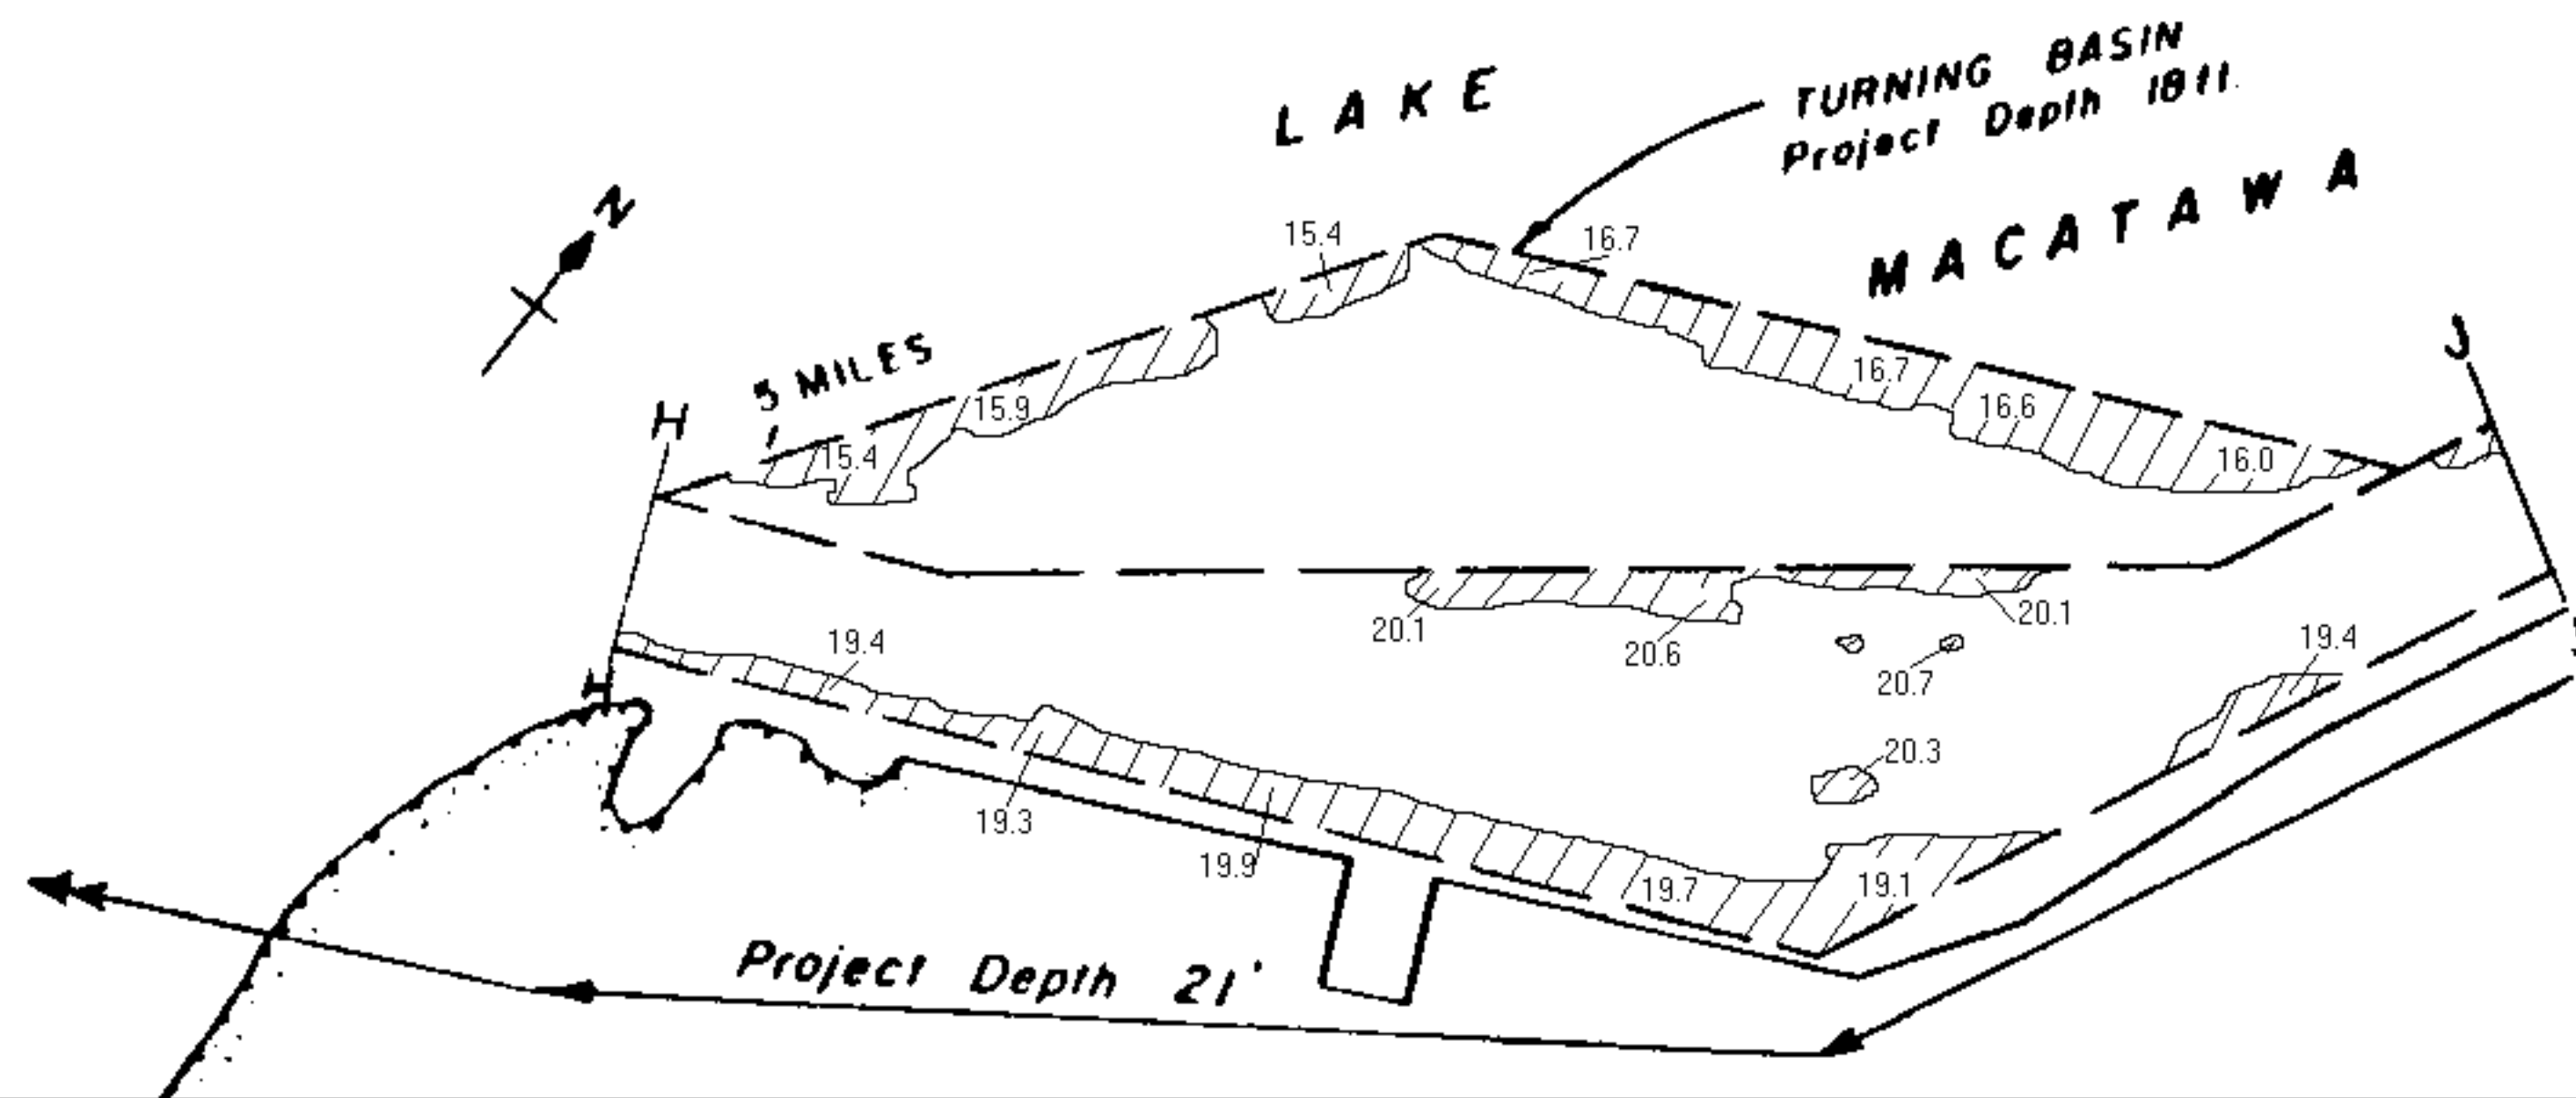 TURNING BASIN
Project Depth 18 ft.
LAKE
MACATAWA
N
15.4
16.7
J
5 MILES
H
15.9
16.7
16.6
15.4
16.0
20.1
20.6
20.1
20.7
19.4
19.4
20.3
19.3
19.9
19.7
19.1
H
Project Depth 21'